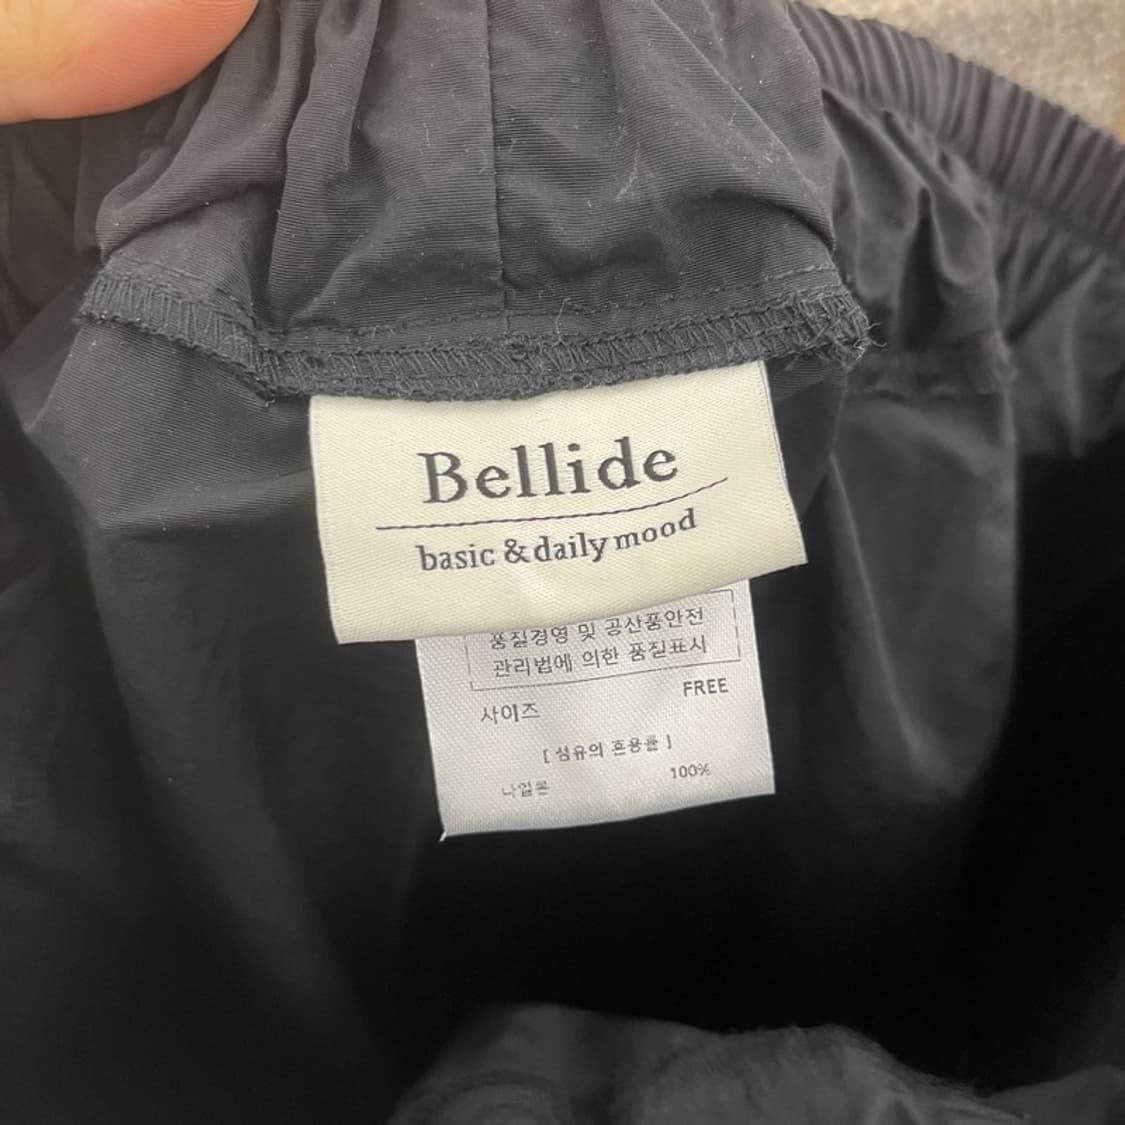 Bellide
basic & daily mood
품질경영 및 공산품안전
관리법에 의한 품질표시
FREE
사이즈
[ 섬유의 혼용률 ]
100%
나일론